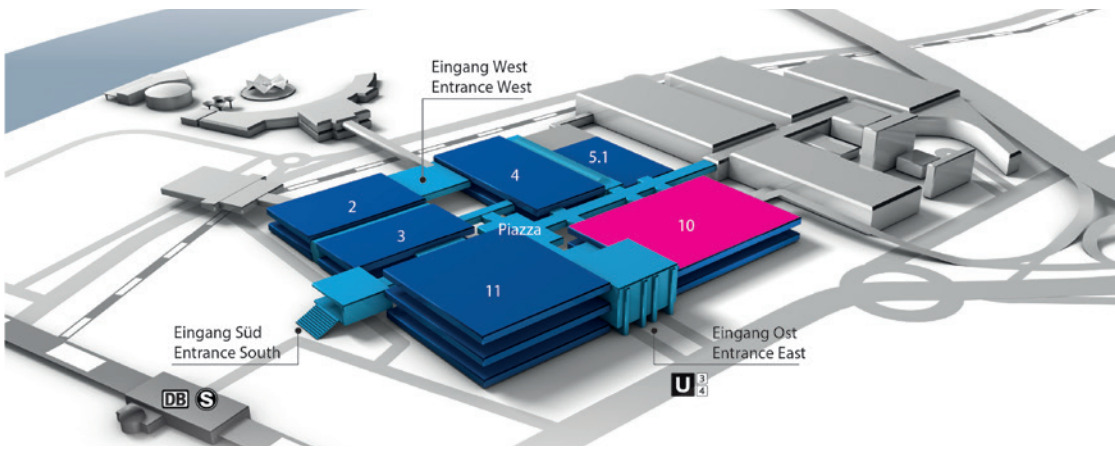 Eingang West
Entrance West
5.1
4
2
3
Piazza
10
11
Eingang Süd
Entrance South
Eingang Ost
Entrance East
DB S
U 3
4